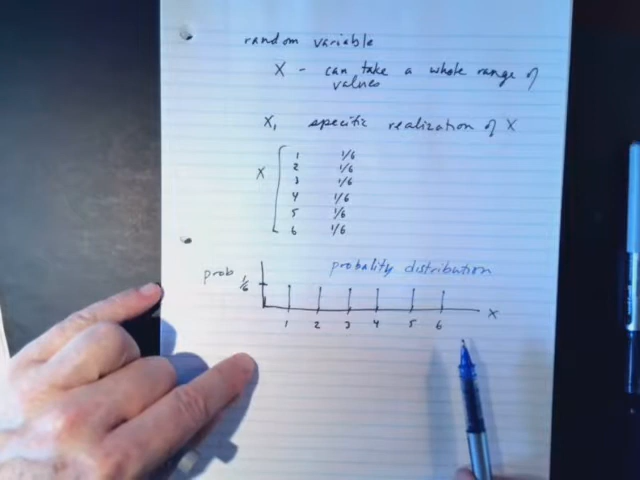 random variable
X - can take a whole range of
values
X, specific realization of X
1 1/6
2 1/6
3 1/6
X 4 1/6
5 1/6
6 1/6
prob probality distribution
1/6
1 2 3 4 5 6 X